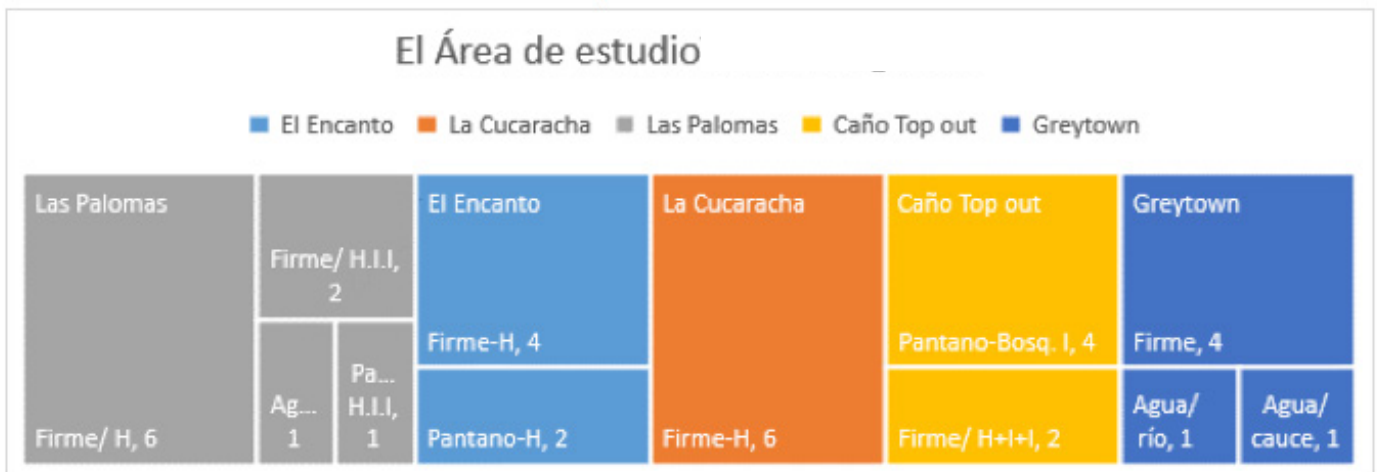 El Área de estudio
El Encanto La Cucaracha Las Palomas Caño Top out Greytown
Las Palomas
Firme/ H, 6
Firme/ H.I.I,
2
Ag...
1
Pa...
H.I.I,
1
El Encanto
Firme-H, 4
Pantano-H, 2
La Cucaracha
Firme-H, 6
Caño Top out
Pantano-Bosq. I, 4
Firme/ H+I+I, 2
Greytown
Firme, 4
Agua/
río, 1
Agua/
cauce, 1